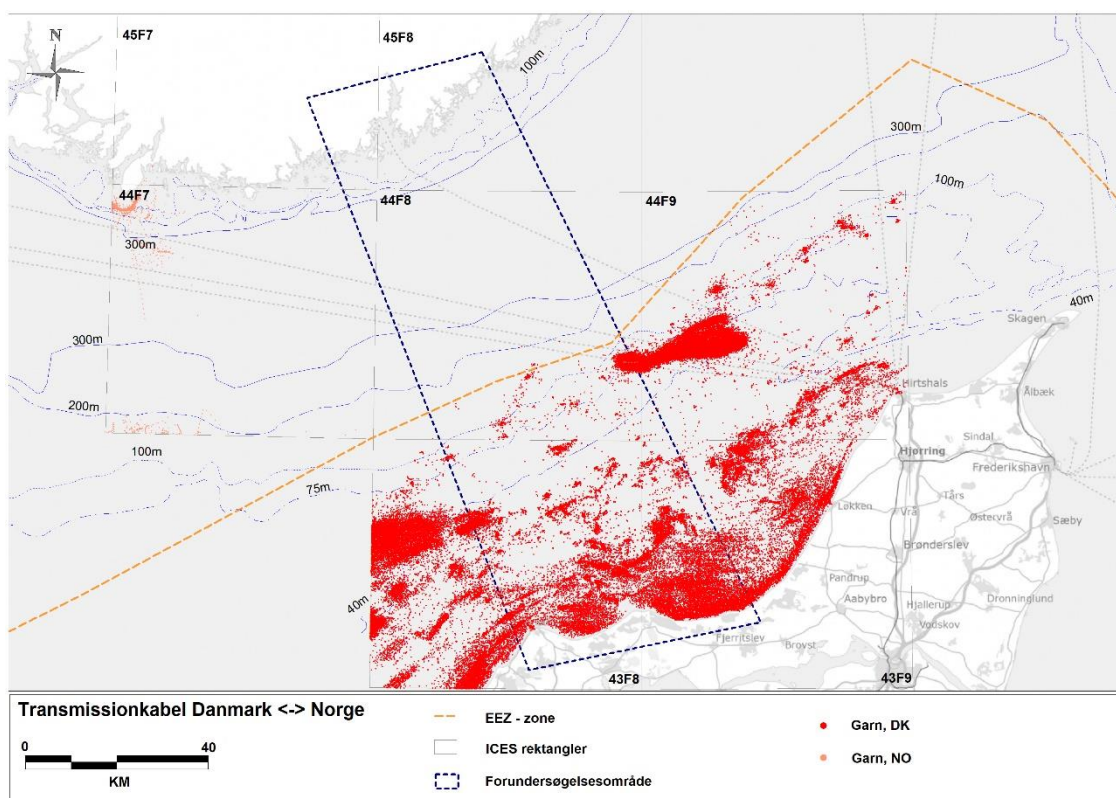 45F7
45F8
N
100m
300m
44F7
44F8
44F9
100m
300m
40m
Skagen
300m
Hirtshals
Ålbæk
200m
100m
Hjørring
Sindal
Frederikshavn
75m
Tårs
Løkken
Vrå
Østervrå
Sæby
Brønderslev
Pandrup
40m
Aabybro
Hjallerup
Dronninglund
Vodskov
Fjerritslev
Brovst
43F8
43F9
Transmissionkabel Danmark <-> Norge
0 40
KM
EEZ - zone
ICES rektangler
Forundersøgelsesområde
Garn, DK
Garn, NO